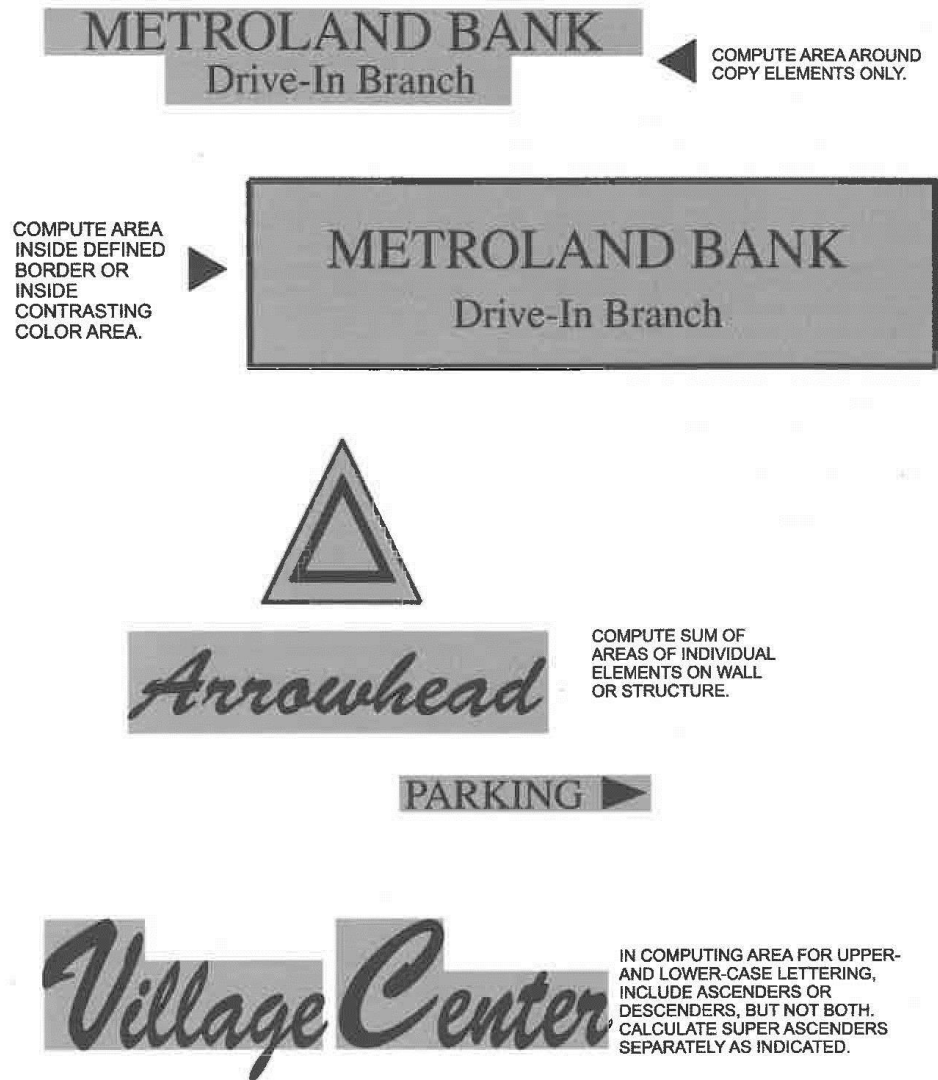 METROLAND BANK
Drive-In Branch
COMPUTE AREA AROUND
COPY ELEMENTS ONLY.
COMPUTE AREA
INSIDE DEFINED
BORDER OR
INSIDE
CONTRASTING
COLOR AREA.
METROLAND BANK
Drive-In Branch
COMPUTE SUM OF
AREAS OF INDIVIDUAL
ELEMENTS ON WALL
OR STRUCTURE.
Arrowhead
PARKING
Village Center
IN COMPUTING AREA FOR UPPER-
AND LOWER-CASE LETTERING,
INCLUDE ASCENDERS OR
DESCENDERS, BUT NOT BOTH.
CALCULATE SUPER ASCENDERS
SEPARATELY AS INDICATED.